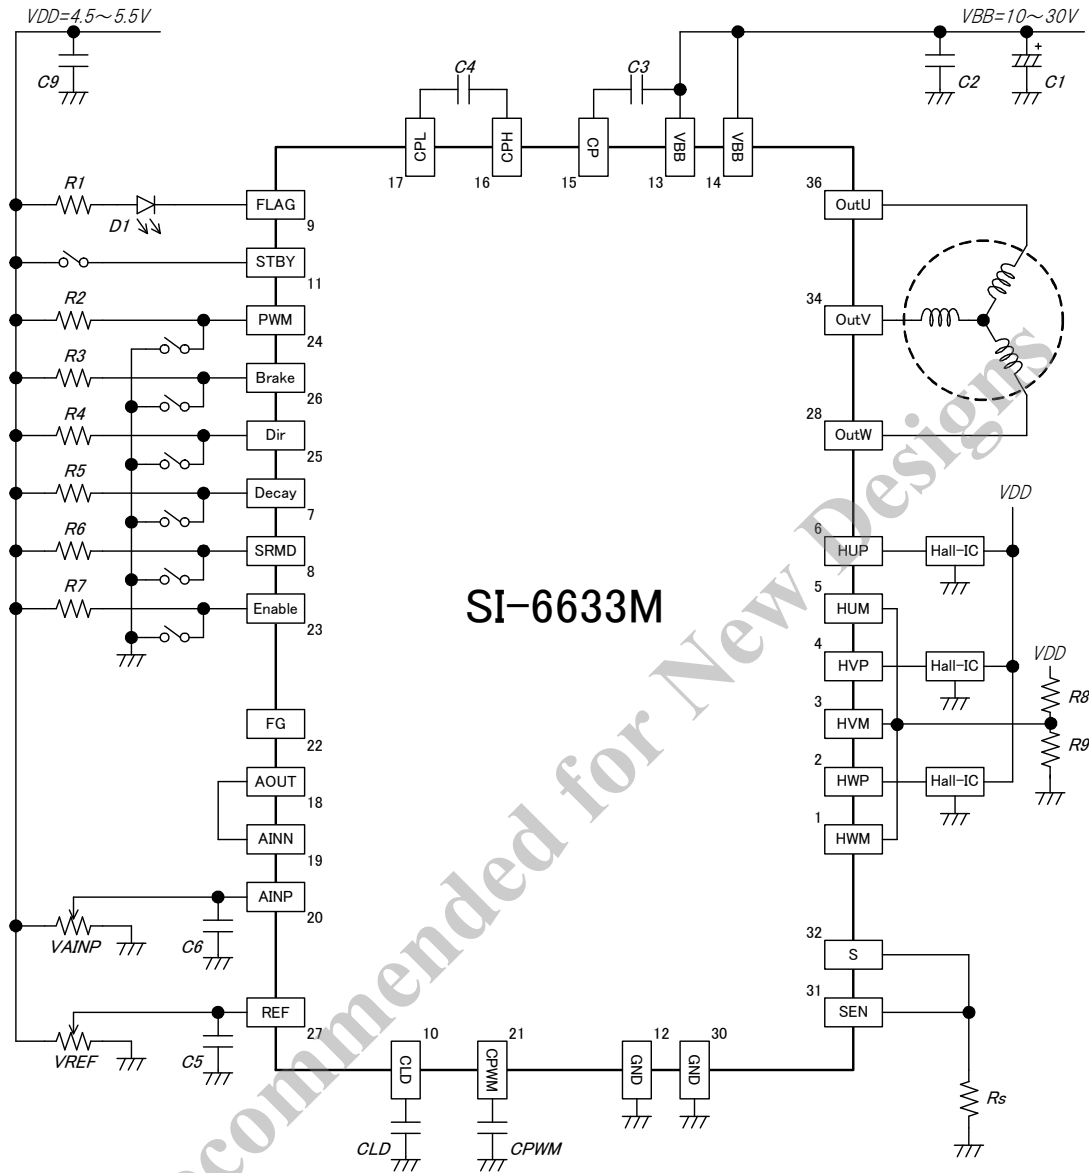 VDD=4.5～5.5V
VBB=10～30V
C9
C4
C3
C2
+
C1
CPL
CPH
CP
VBB
VBB
17
16
15
13
14
R1
D1
FLAG
9
36
OutU
STBY
11
R2
PWM
24
34
OutV
R3
Brake
26
R4
Dir
25
28
OutW
R5
Decay
7
VDD
R6
SRMD
8
6
HUP
Hall-IC
R7
Enable
23
5
HUM
SI-6633M
4
HVP
Hall-IC
VDD
R8
FG
22
3
HVM
R9
AOUT
18
2
HWP
Hall-IC
AINN
19
1
HWM
AINP
20
VAINP
C6
32
S
REF
27
31
SEN
VREF
C5
10
CLD
21
CPWM
12
GND
30
GND
Rs
CLD
CPWM
commended for New Designs